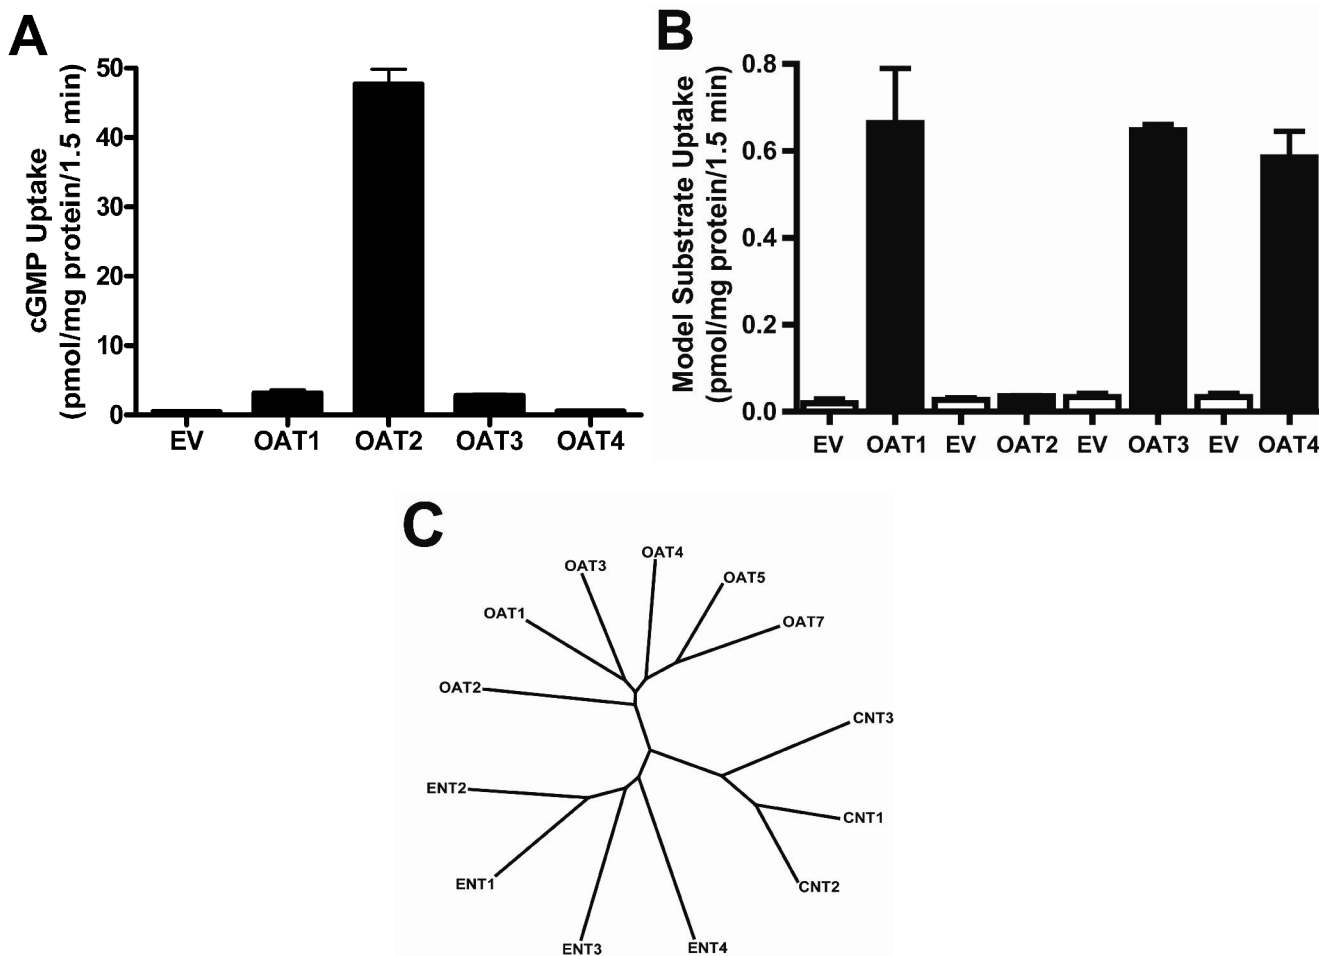 A
cGMP Uptake
(pmol/mg protein/1.5 min)
50
40
30
20
10
0
EV OAT1 OAT2 OAT3 OAT4
B
Model Substrate Uptake
(pmol/mg protein/1.5 min)
0.8
0.6
0.4
0.2
0.0
EV OAT1 EV OAT2 EV OAT3 EV OAT4
C
OAT4
OAT3
OAT5
OAT1
OAT7
OAT2
CNT3
ENT2
CNT1
ENT1
CNT2
ENT3
ENT4